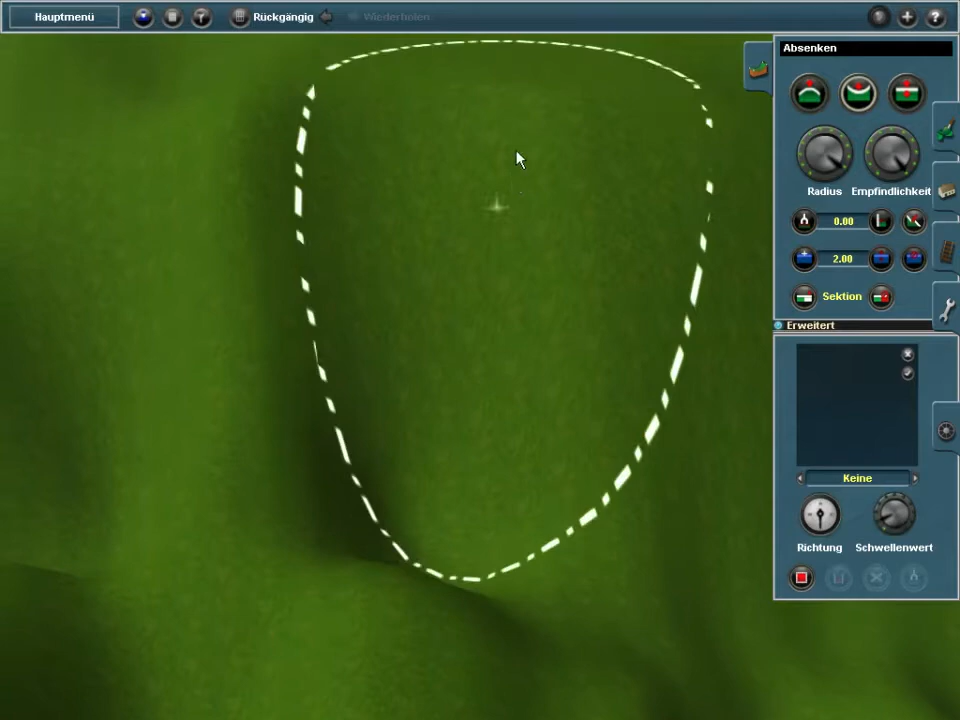 Hauptmenü
Rückgängig
Wiederholen
Absenken
Radius Empfindlichkeit
0.00
2.00
Sektion
Erweitert
Keine
Richtung Schwellenwert